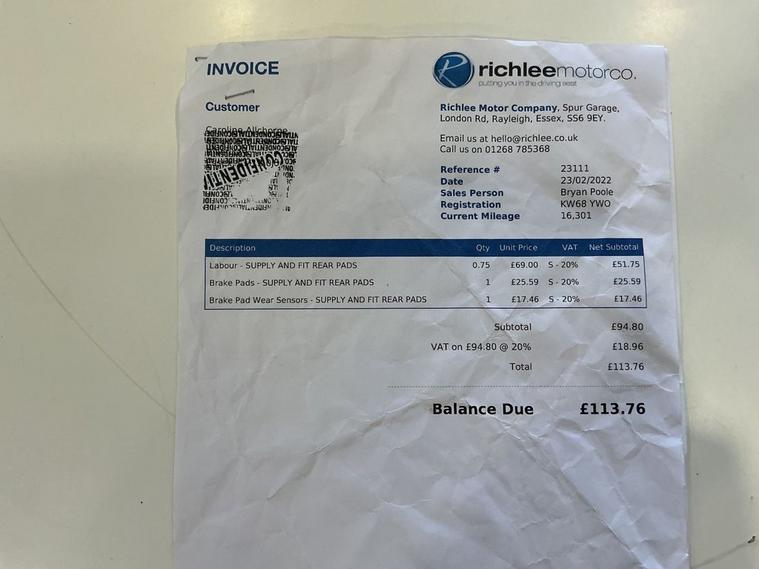 INVOICE
richleemotorco.
putting you in the driving seat
Customer
Richlee Motor Company, Spur Garage,
London Rd, Rayleigh, Essex, SS6 9EY.
Caroline Allchorne
CONFIDENTIAL
Email us at hello@richlee.co.uk
Call us on 01268 785368
Reference # 23111
Date 23/02/2022
Sales Person Bryan Poole
Registration KW68 YWO
Current Mileage 16,301
Description Qty Unit Price VAT Net Subtotal
Labour - SUPPLY AND FIT REAR PADS 0.75 £69.00 S - 20% £51.75
Brake Pads - SUPPLY AND FIT REAR PADS 1 £25.59 S - 20% £25.59
Brake Pad Wear Sensors - SUPPLY AND FIT REAR PADS 1 £17.46 S - 20% £17.46
Subtotal £94.80
VAT on £94.80 @ 20% £18.96
Total £113.76
Balance Due £113.76